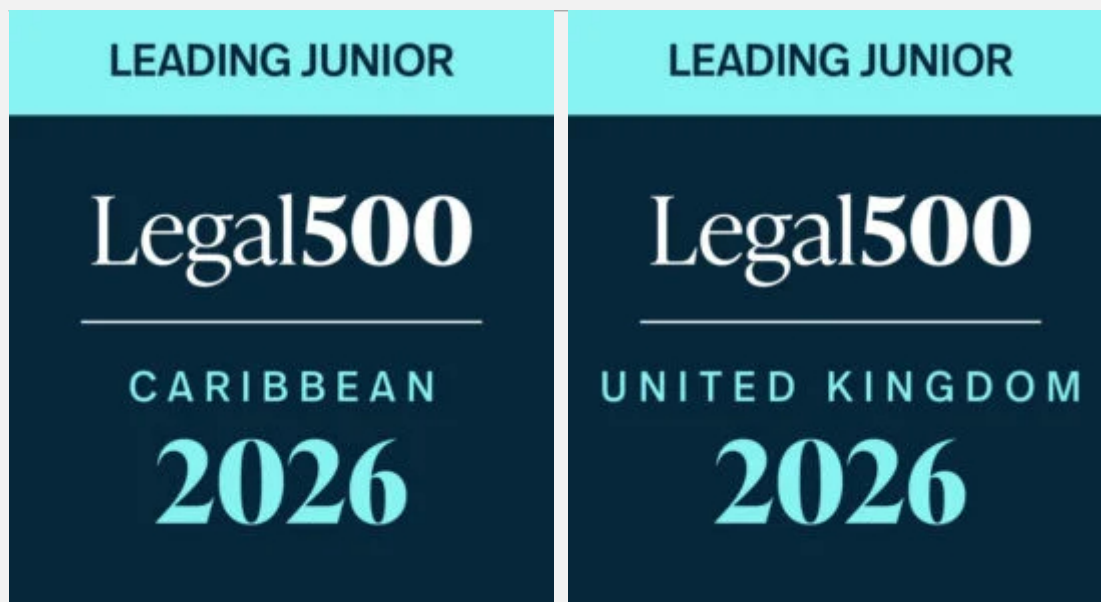 LEADING JUNIOR
Legal500
CARIBBEAN
2026
LEADING JUNIOR
Legal500
UNITED KINGDOM
2026